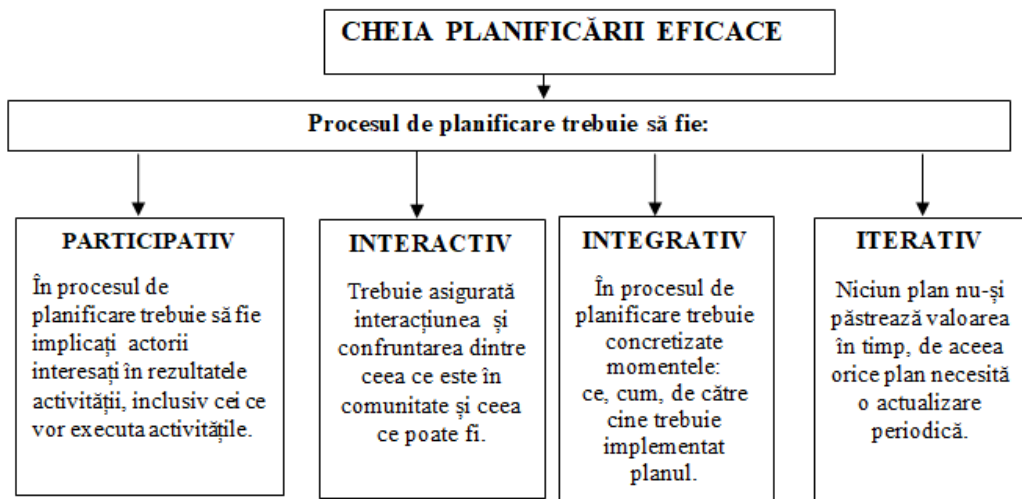 CHEIA PLANIFICĂRII EFICACE
Procesul de planificare trebuie să fie:
PARTICIPATIV
În procesul de
planificare trebuie să fie
implicați actorii
interesați în rezultatele
activității, inclusiv cei ce
vor executa activitățile.
INTERACTIV
Trebuie asigurată
interacțiunea și
confruntarea dintre
ceea ce este în
comunitate și ceea
ce poate fi.
INTEGRATIV
În procesul de
planificare trebuie
concretizate
momentele:
ce, cum, de către
cine trebuie
implementat
planul.
ITERATIV
Niciun plan nu-și
păstrează valoarea
în timp, de aceea
orice plan necesită
o actualizare
periodică.